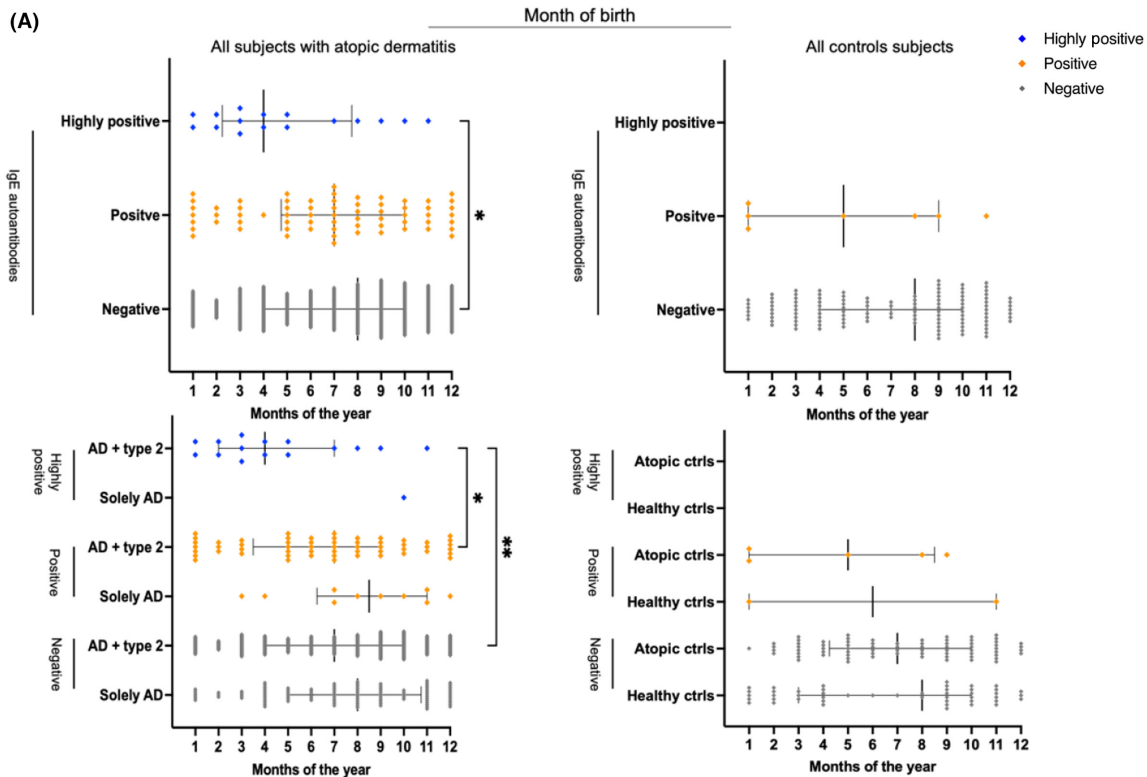 (A)
Month of birth
All subjects with atopic dermatitis
All controls subjects
Highly positive
Positive
Negative
IgE autoantibodies
Highly positive
Positve
Negative
*
1 2 3 4 5 6 7 8 9 10 11 12
Months of the year
IgE autoantibodies
Highly positive
Positve
Negative
1 2 3 4 5 6 7 8 9 10 11 12
Months of the year
Highly
positive
AD + type 2
Solely AD
Positive
AD + type 2
Solely AD
Negative
AD + type 2
Solely AD
*
**
1 2 3 4 5 6 7 8 9 10 11 12
Months of the year
Highly
positive
Atopic ctrls
Healthy ctrls
Positive
Atopic ctrls
Healthy ctrls
Negative
Atopic ctrls
Healthy ctrls
1 2 3 4 5 6 7 8 9 10 11 12
Months of the year